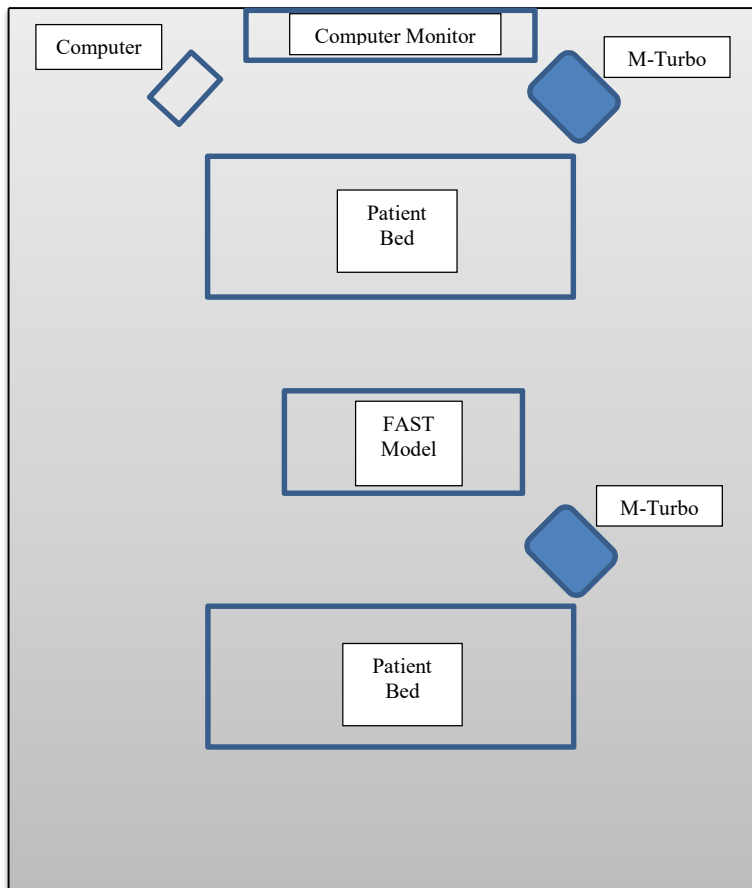 Computer
Computer Monitor
M-Turbo
Patient
Bed
FAST
Model
M-Turbo
Patient
Bed